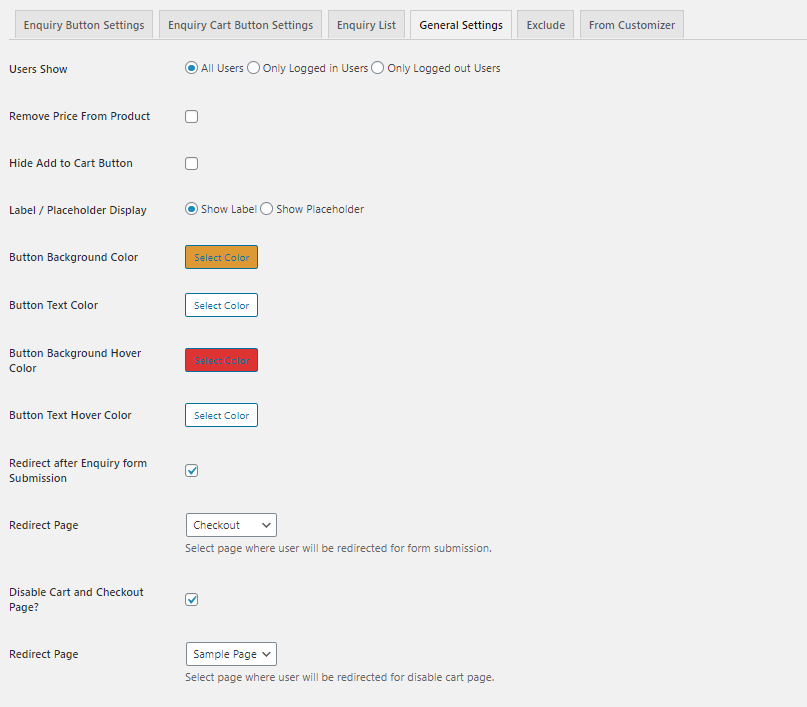 Enquiry Button Settings Enquiry Cart Button Settings Enquiry List General Settings Exclude From Customizer
Users Show All Users Only Logged in Users Only Logged out Users
Remove Price From Product
Hide Add to Cart Button
Label / Placeholder Display Show Label Show Placeholder
Button Background Color Select Color
Button Text Color Select Color
Button Background Hover
Color
Select Color
Button Text Hover Color Select Color
Redirect after Enquiry form
Submission
Redirect Page Checkout
Select page where user will be redirected for form submission.
Disable Cart and Checkout
Page?
Redirect Page Sample Page
Select page where user will be redirected for disable cart page.